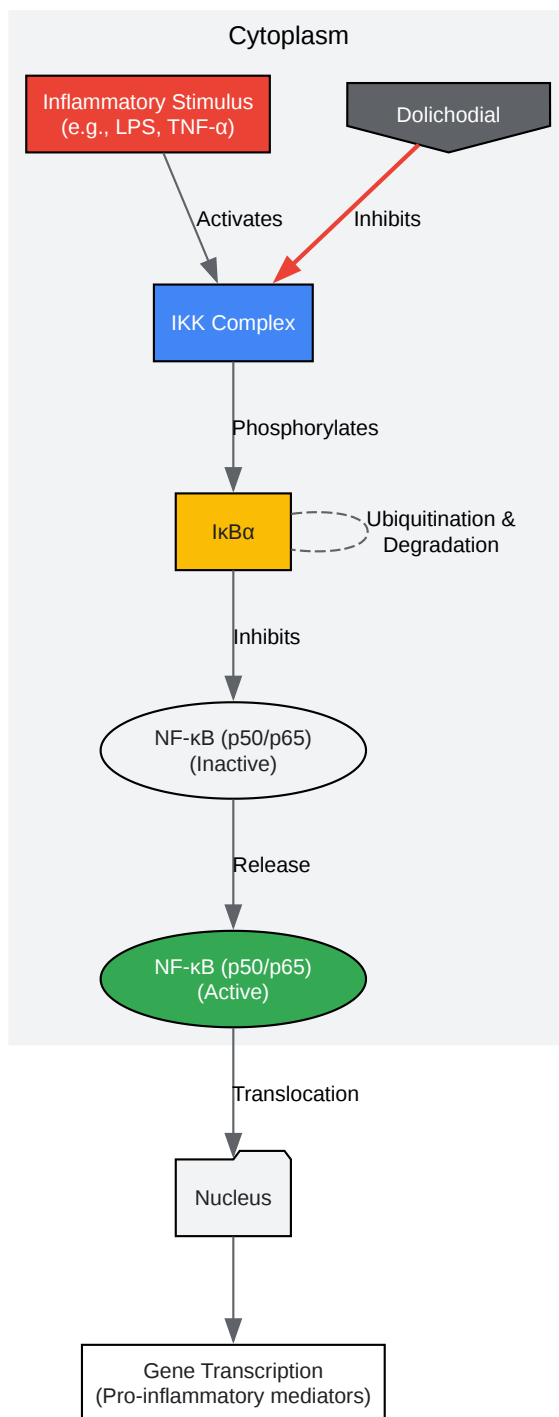 Cytoplasm
Inflammatory Stimulus
(e.g., LPS, TNF-α)
Dolichodial
Activates
Inhibits
IKK Complex
Phosphorylates
IκBα
Ubiquitination &
Degradation
Inhibits
NF-κB (p50/p65)
(Inactive)
Release
NF-κB (p50/p65)
(Active)
Translocation
Nucleus
Gene Transcription
(Pro-inflammatory mediators)